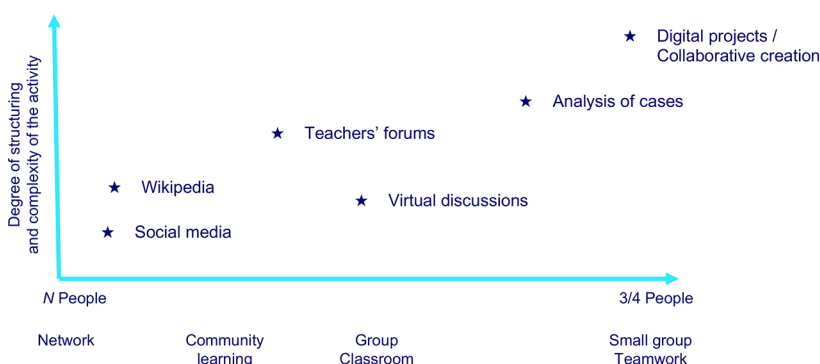 Degree of structuring
and complexity of the activity
Digital projects /
Collaborative creation
Analysis of cases
Teachers’ forums
Wikipedia
Virtual discussions
Social media
N People
3/4 People
Network
Community
learning
Group
Classroom
Small group
Teamwork